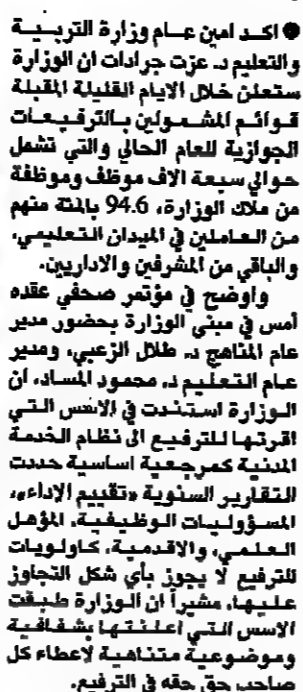 ● اكد امين عام وزارة التربية
والتعليم د. عزت جرادات ان الوزارة
ستعلن خلال الايام القليلة المقبلة
قوائم المشمولين بالترفيعات
الجوازية للعام الحالي والتي تشمل
حوالي سبعة الاف موظف وموظفة
من ملاك الوزارة، 94.6 بالمئة منهم
من العاملين في الميدان التعليمي،
والباقي من المشرفين والاداريين.
واوضح في مؤتمر صحفي عقده
أمس في مبنى الوزارة بحضور مدير
عام المناهج د. طلال الزعبي، ومدير
عام التعليم د. محمود المساد، ان
الوزارة استندت في الاسس التي
اقرتها للترفيع الى نظام الخدمة
المدنية كمرجعية اساسية حددت
التقارير السنوية «تقييم الاداء»،
المسؤوليات الوظيفية، المؤهل
العلمي، والاقدمية، كاولويات
للترفيع لا يجوز بأي شكل التجاوز
عليها، مشيراً ان الوزارة طبقت
الاسس التي اعلنتها بشفافية
وموضوعية متناهية لاعطاء كل
صاحب حق حقه في الترفيع.